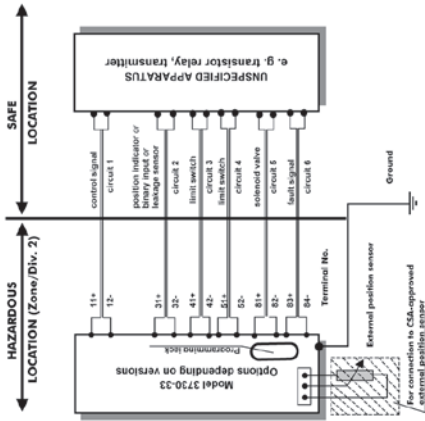 HAZARDOUS
LOCATION (Zone/Div. 2)
SAFE
LOCATION
Model 3730-33
Options depending on versions
Programming jack
11+
12-
31+
32-
41+
42-
51+
52-
81+
82-
83+
84-
Terminal No.
control signal
circuit 1
position indicator or
binary input or
leakage sensor
circuit 2
limit switch
circuit 3
limit switch
circuit 4
solenoid valve
circuit 5
fault signal
circuit 6
UNSPECIFIED APPARATUS
e. g. transistor relay, transmitter
Ground
External position sensor
For connection to CSA-approved
external position sensor